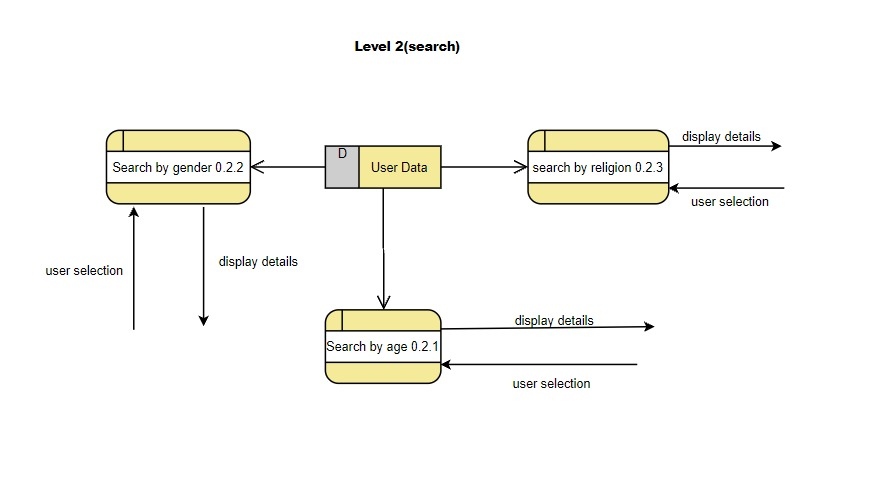 Level 2(search)
display details
D
Search by gender 0.2.2
User Data
search by religion 0.2.3
user selection
display details
user selection
display details
Search by age 0.2.1
user selection